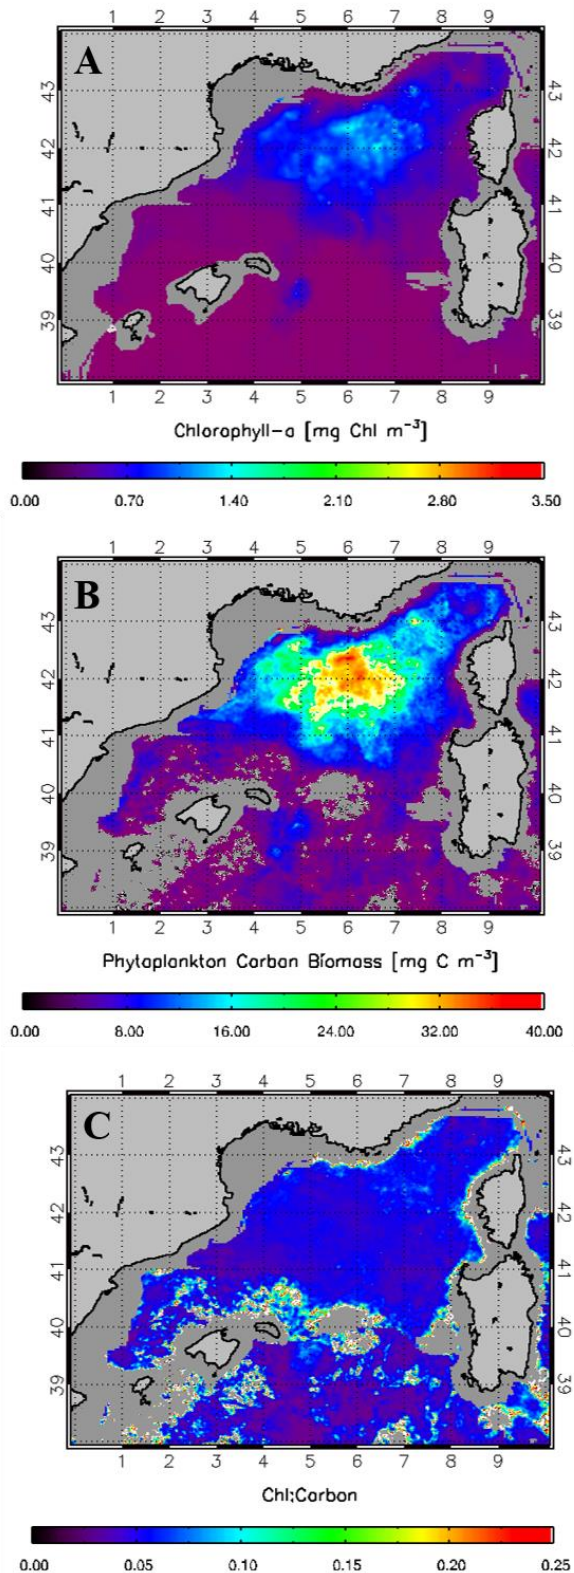 1 2 3 4 5 6 7 8 9
A
43 43
42 42
41 41
40 40
39 39
1 2 3 4 5 6 7 8 9
Chlorophyll-a [mg Chl m⁻³]
0.00 0.70 1.40 2.10 2.80 3.50
1 2 3 4 5 6 7 8 9
B
43 43
42 42
41 41
40 40
39 39
1 2 3 4 5 6 7 8 9
Phytoplankton Carbon Biomass [mg C m⁻³]
0.00 8.00 16.00 24.00 32.00 40.00
1 2 3 4 5 6 7 8 9
C
43 43
42 42
41 41
40 40
39 39
1 2 3 4 5 6 7 8 9
Chl:Carbon
0.00 0.05 0.10 0.15 0.20 0.25